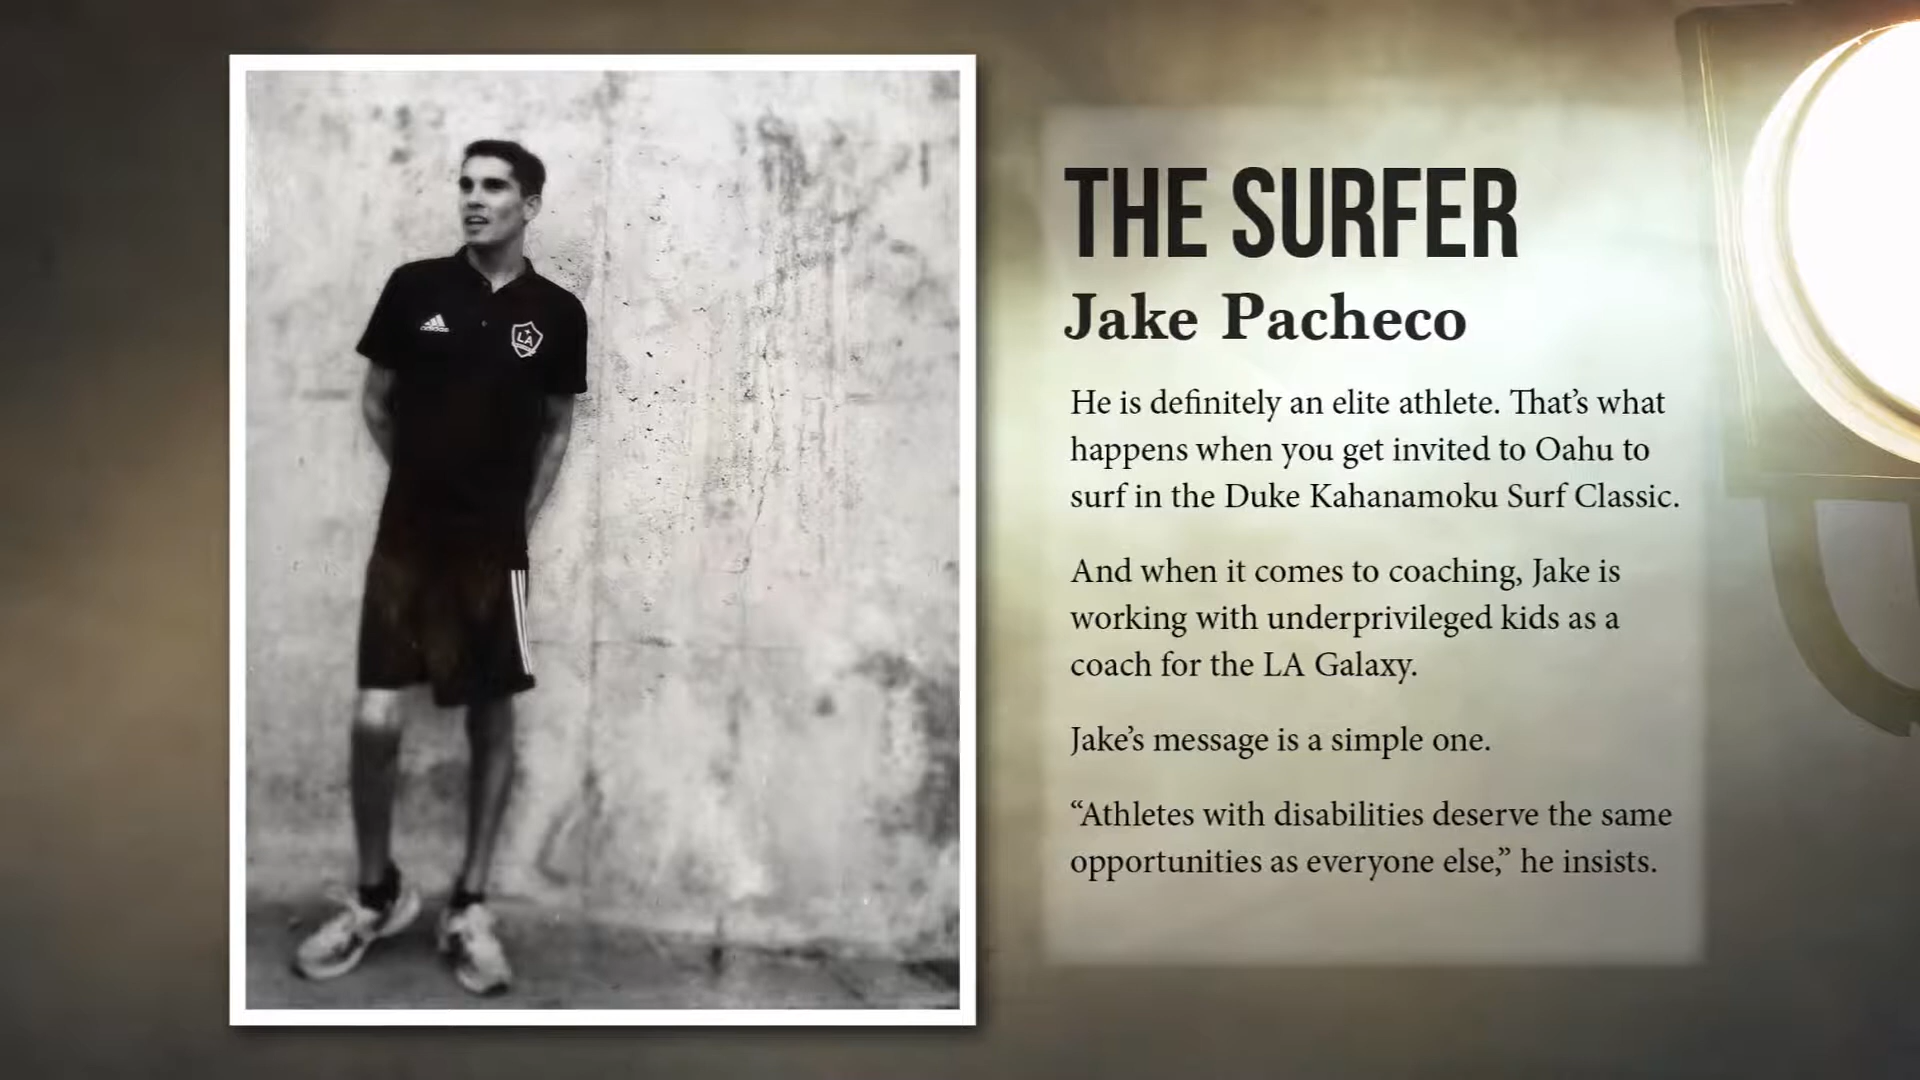 THE SURFER
Jake Pacheco
He is definitely an elite athlete. That’s what
happens when you get invited to Oahu to
surf in the Duke Kahanamoku Surf Classic.
And when it comes to coaching, Jake is
working with underprivileged kids as a
coach for the LA Galaxy.
Jake’s message is a simple one.
“Athletes with disabilities deserve the same
opportunities as everyone else,” he insists.
adidas
LA